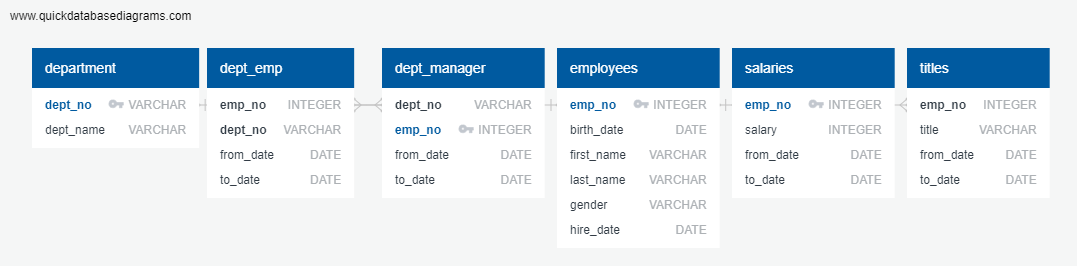 www.quickdatabasediagrams.com
department
dept_no VARCHAR
dept_name VARCHAR
dept_emp
emp_no INTEGER
dept_no VARCHAR
from_date DATE
to_date DATE
dept_manager
dept_no VARCHAR
emp_no INTEGER
from_date DATE
to_date DATE
employees
emp_no INTEGER
birth_date DATE
first_name VARCHAR
last_name VARCHAR
gender VARCHAR
hire_date DATE
salaries
emp_no INTEGER
salary INTEGER
from_date DATE
to_date DATE
titles
emp_no INTEGER
title VARCHAR
from_date DATE
to_date DATE